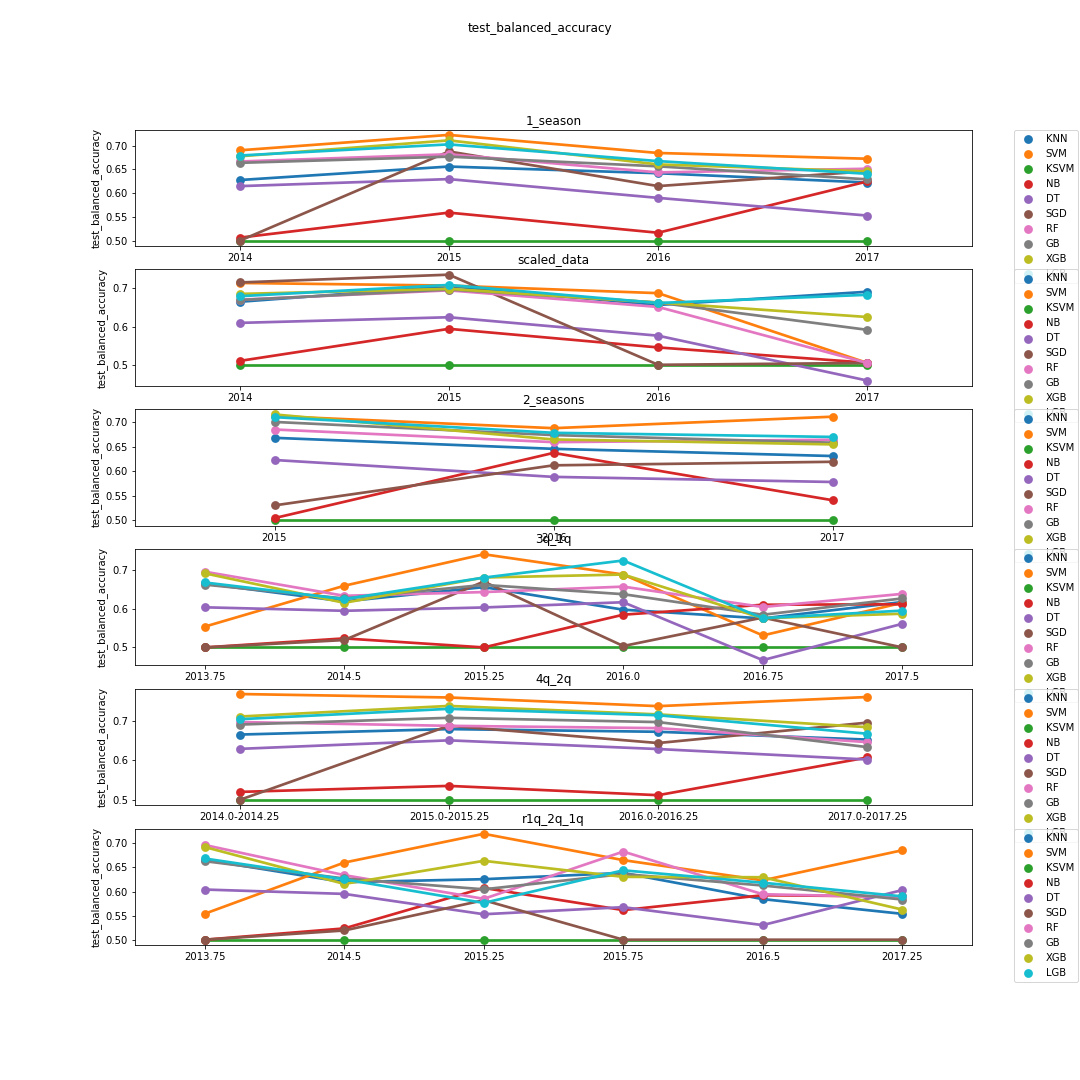 test_balanced_accuracy
1_season
test_balanced_accuracy
0.70
0.65
0.60
0.55
0.50
2014 2015 2016 2017
KNN
SVM
KSVM
NB
DT
SGD
RF
GB
XGB
scaled_data
test_balanced_accuracy
0.7
0.6
0.5
2014 2015 2016 2017
KNN
SVM
KSVM
NB
DT
SGD
RF
GB
XGB
2_seasons
test_balanced_accuracy
0.70
0.65
0.60
0.55
0.50
2015 2016 2017
KNN
SVM
KSVM
NB
DT
SGD
RF
GB
XGB
3q_1q
test_balanced_accuracy
0.7
0.6
0.5
2013.75 2014.5 2015.25 2016.0 2016.75 2017.5
KNN
SVM
KSVM
NB
DT
SGD
RF
GB
XGB
4q_2q
test_balanced_accuracy
0.7
0.6
0.5
2014.0-2014.25 2015.0-2015.25 2016.0-2016.25 2017.0-2017.25
KNN
SVM
KSVM
NB
DT
SGD
RF
GB
XGB
r1q_2q_1q
test_balanced_accuracy
0.70
0.65
0.60
0.55
0.50
2013.75 2014.5 2015.25 2015.75 2016.5 2017.25
KNN
SVM
KSVM
NB
DT
SGD
RF
GB
XGB
LGB